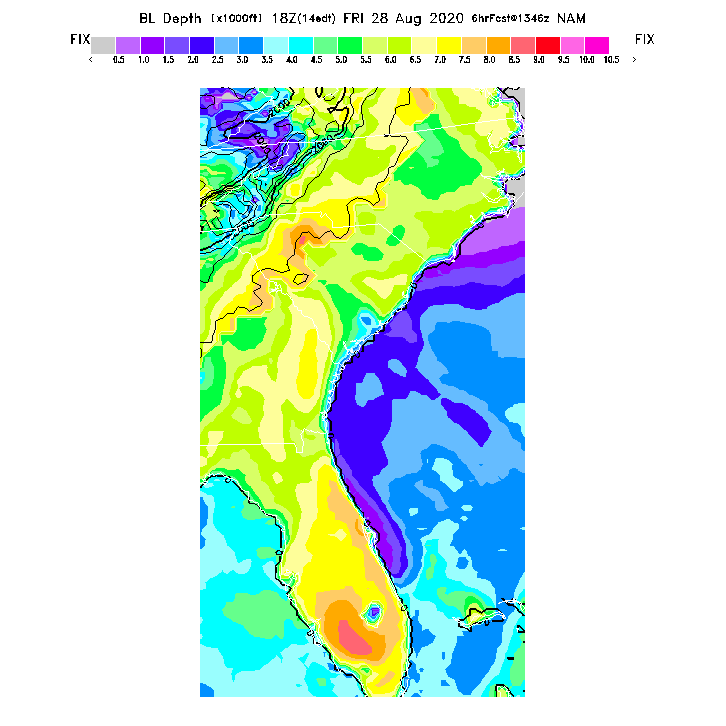 BL Depth [x1000ft] 18Z(14edt) FRI 28 Aug 2020 6hrFcst@1346z NAM
FIX FIX
< 0.5 1.0 1.5 2.0 2.5 3.0 3.5 4.0 4.5 5.0 5.5 6.0 6.5 7.0 7.5 8.0 8.5 9.0 9.5 10.0 10.5 >
2000